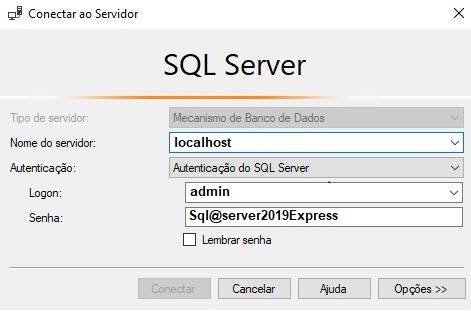 Conectar ao Servidor
SQL Server
Tipo de servidor: Mecanismo de Banco de Dados
Nome do servidor: localhost
Autenticação: Autenticação do SQL Server
Logon: admin
Senha: Sql@server2019Express
Lembrar senha
Conectar Cancelar Ajuda Opções >>